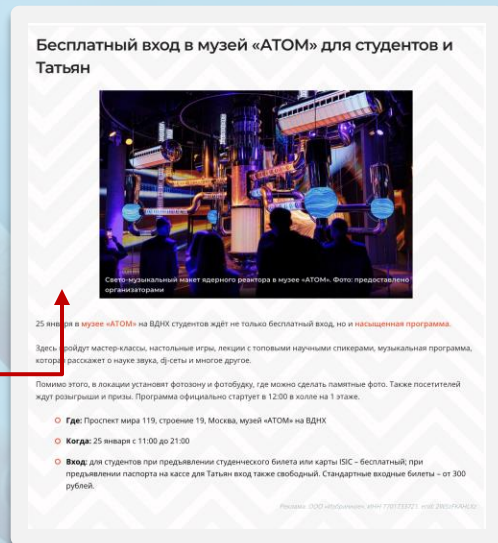 Бесплатный вход в музей «АТОМ» для студентов и
Татьян
Свето-музыкальный макет ядерного реактора в музее «АТОМ». Фото: предоставлено
организаторами
25 января в музее «АТОМ» на ВДНХ студентов ждёт не только бесплатный вход, но и насыщенная программа.
Здесь пройдут мастер-классы, настольные игры, лекции с топовыми научными спикерами, музыкальная программа,
которая расскажет о науке звука, dj-сеты и многое другое.
Помимо этого, в локации установят фотозону и фотобудку, где можно сделать памятные фото. Также посетителей
ждут розыгрыши и призы. Программа официально стартует в 12:00 в холле на 1 этаже.
Где: Проспект мира 119, строение 19, Москва, музей «АТОМ» на ВДНХ
Когда: 25 января с 11:00 до 21:00
Вход: для студентов при предъявлении студенческого билета или карты ISIC – бесплатный; при
предъявлении паспорта на кассе для Татьян вход также свободный. Стандартные входные билеты – от 300
рублей.
Реклама. ООО ИНН